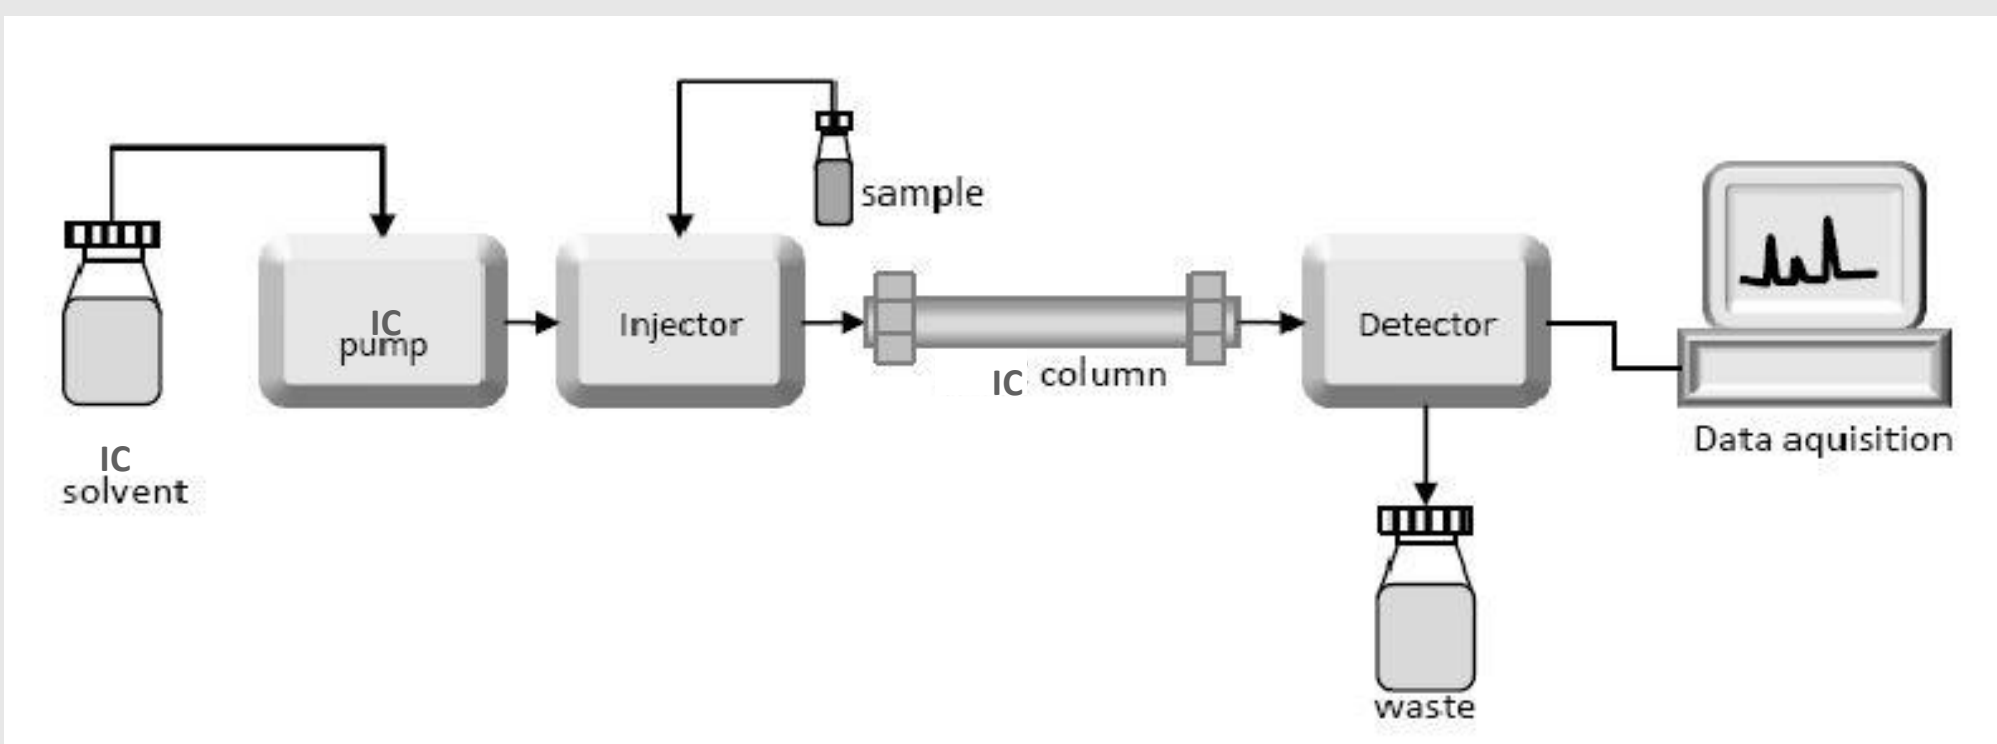 sample
IC
pump
Injector
IC column
Detector
IC
solvent
Data aquisition
waste